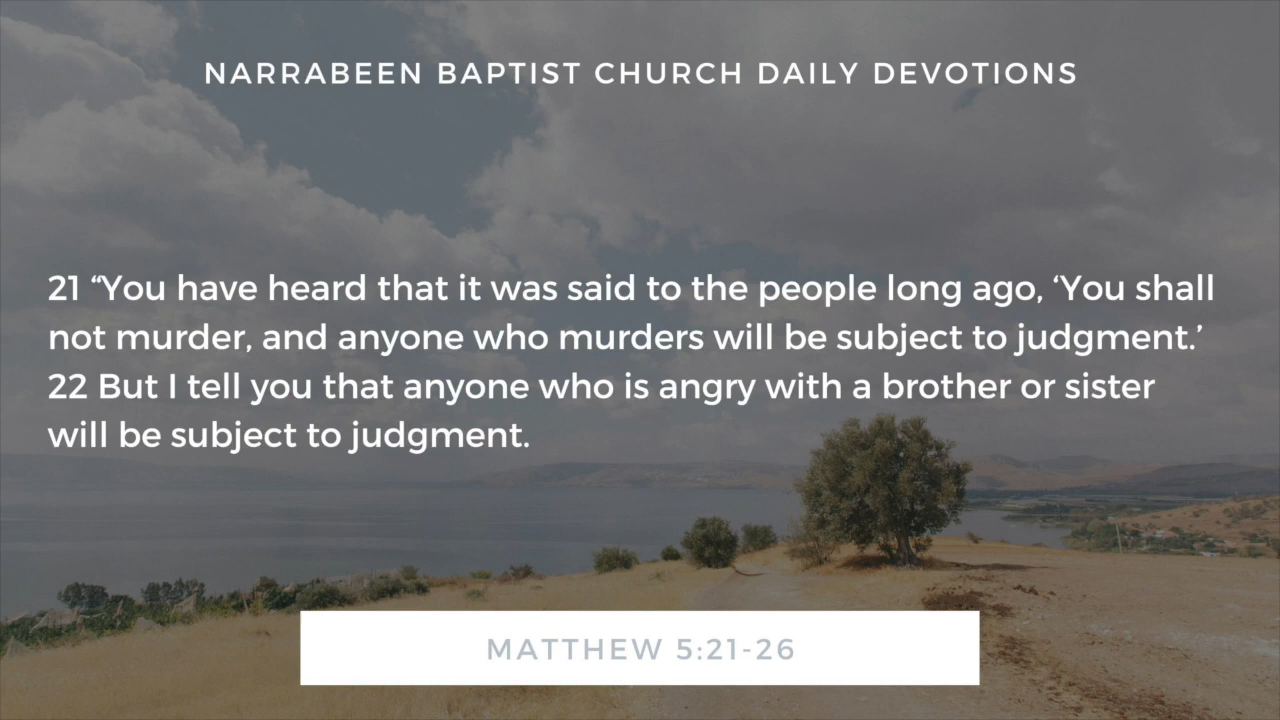 NARRABEEN BAPTIST CHURCH DAILY DEVOTIONS
21 “You have heard that it was said to the people long ago, ‘You shall
not murder, and anyone who murders will be subject to judgment.’
22 But I tell you that anyone who is angry with a brother or sister
will be subject to judgment.
MATTHEW 5:21-26